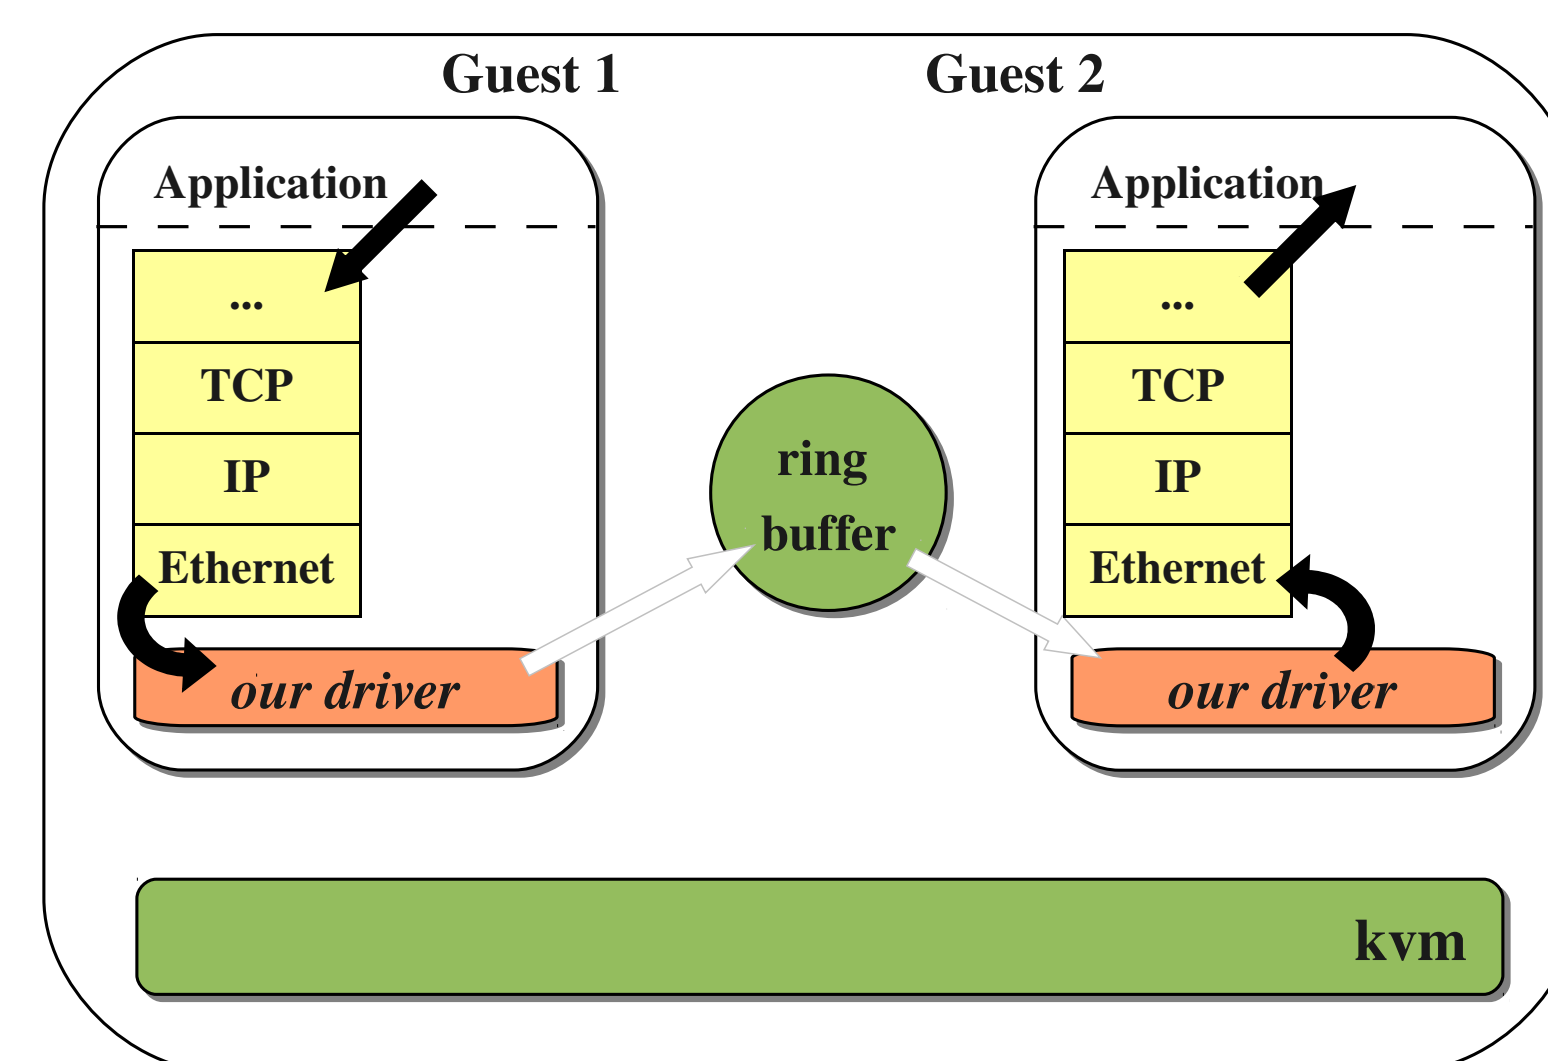 Guest 1
Guest 2
Application
...
TCP
IP
Ethernet
our driver
ring
buffer
Application
...
TCP
IP
Ethernet
our driver
kvm